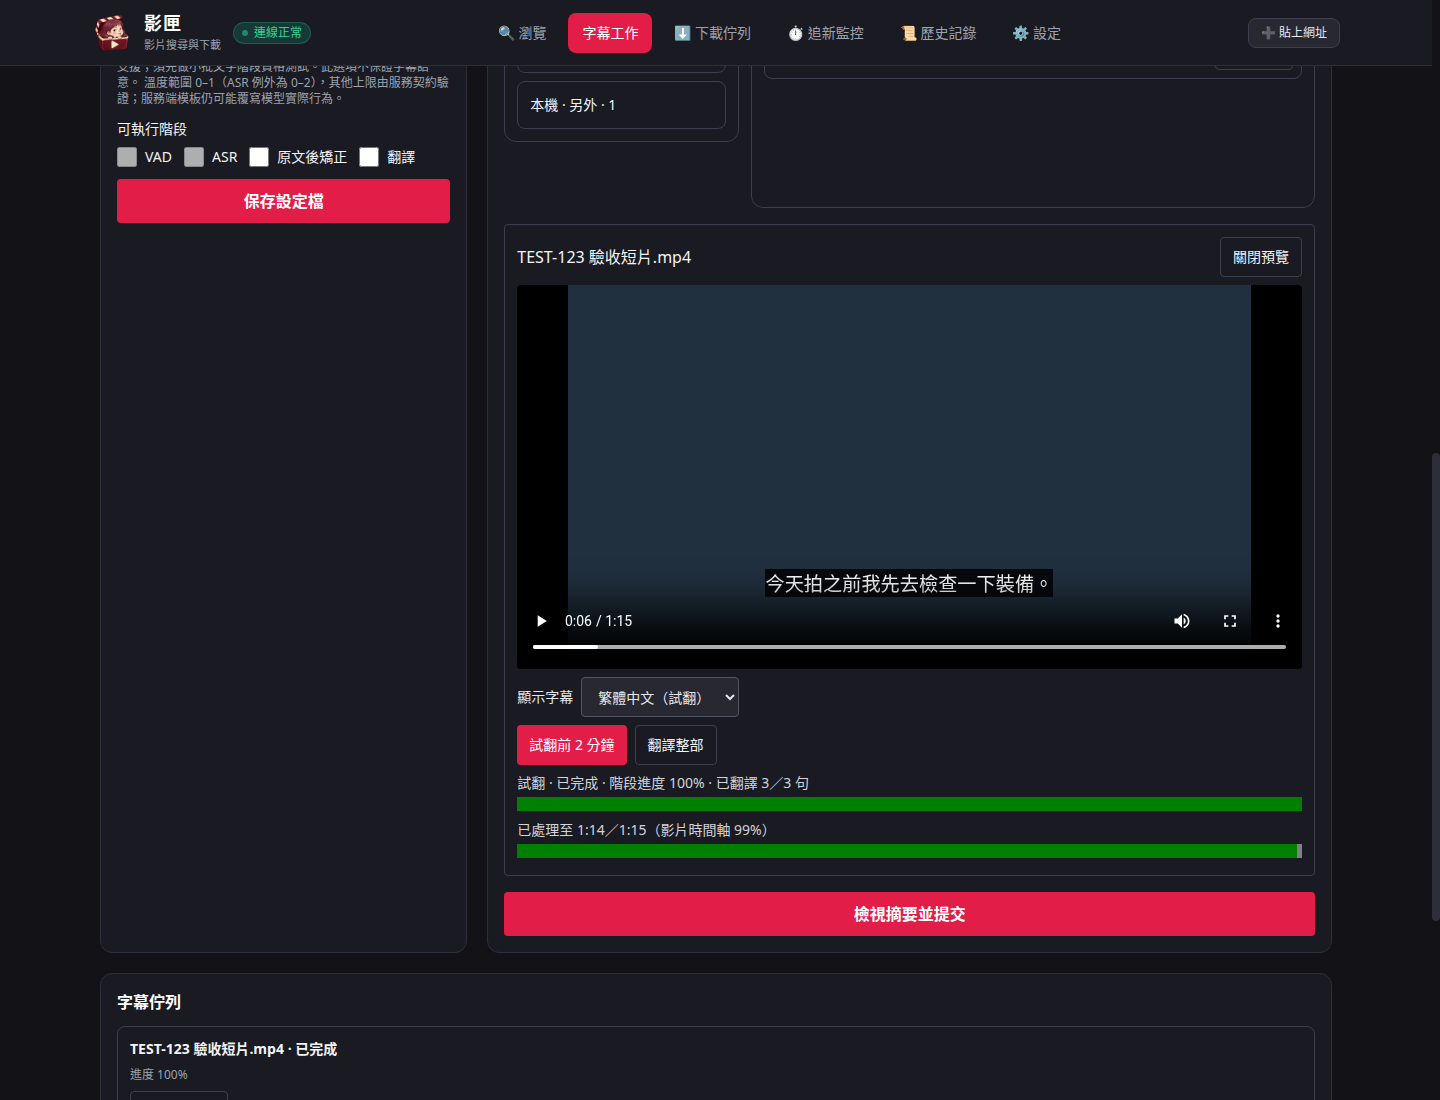 影匣
影片搜尋與下載
連線正常
瀏覽
字幕工作
下載佇列
追新監控
歷史記錄
設定
貼上網址
意。 溫度範圍 0–1（ASR 例外為 0–2），其他上限由服務契約驗
證；服務端模板仍可能覆寫模型實際行為。
可執行階段
VAD
ASR
原文後矯正
翻譯
保存設定檔
本機 · 另外 · 1
TEST-123 驗收短片.mp4
關閉預覽
今天拍之前我先去檢查一下裝備。
0:06 / 1:15
顯示字幕
繁體中文（試翻）
試翻前 2 分鐘
翻譯整部
試翻 · 已完成 · 階段進度 100% · 已翻譯 3／3 句
已處理至 1:14／1:15（影片時間軸 99%）
檢視摘要並提交
字幕佇列
TEST-123 驗收短片.mp4 · 已完成
進度 100%